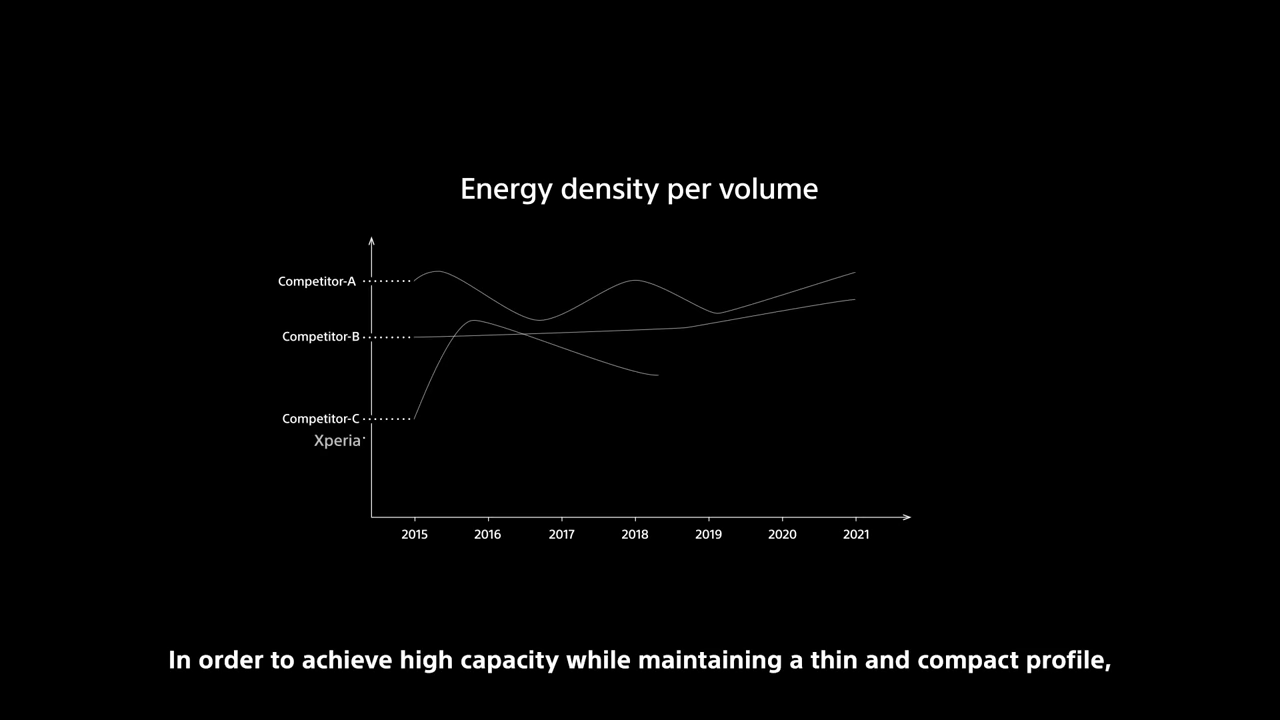 Energy density per volume
Competitor-A
Competitor-B
Competitor-C
Xperia
2015 2016 2017 2018 2019 2020 2021
In order to achieve high capacity while maintaining a thin and compact profile,